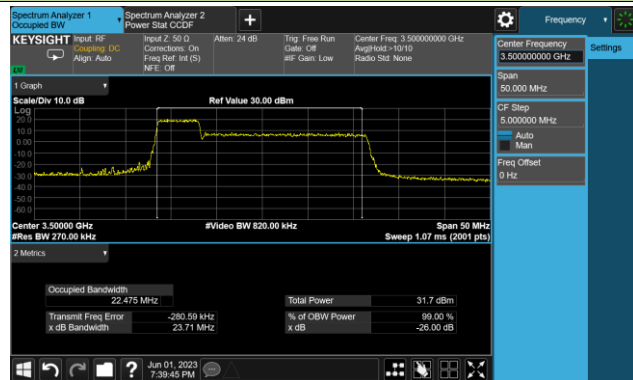 Spectrum Analyzer 1
Occupied BW
Spectrum Analyzer 2
Power Stat CCDF
+
Frequency
KEYSIGHT
Input: RF
Coupling: DC
Align: Auto
Input Z: 50 Ω
Corrections: On
Freq Ref: Int (S)
NFE: Off
Atten: 24 dB
Trig: Free Run
Gate: Off
#IF Gain: Low
Center Freq: 3.500000000 GHz
Avg|Hold:>10/10
Radio Std: None
Center Frequency
3.500000000 GHz
Settings
Span
50.000 MHz
CF Step
5.000000 MHz
Auto
Man
Freq Offset
0 Hz
1 Graph
Scale/Div 10.0 dB
Ref Value 30.00 dBm
Log
20.0
10.0
0.00
-10.0
-20.0
-30.0
-40.0
-50.0
-60.0
Center 3.50000 GHz
#Video BW 820.00 kHz
Span 50 MHz
#Res BW 270.00 kHz
Sweep 1.07 ms (2001 pts)
2 Metrics
Occupied Bandwidth
22.475 MHz
Total Power 31.7 dBm
Transmit Freq Error -280.59 kHz
% of OBW Power 99.00 %
x dB Bandwidth 23.71 MHz
x dB -26.00 dB
?
Jun 01, 2023
7:39:45 PM